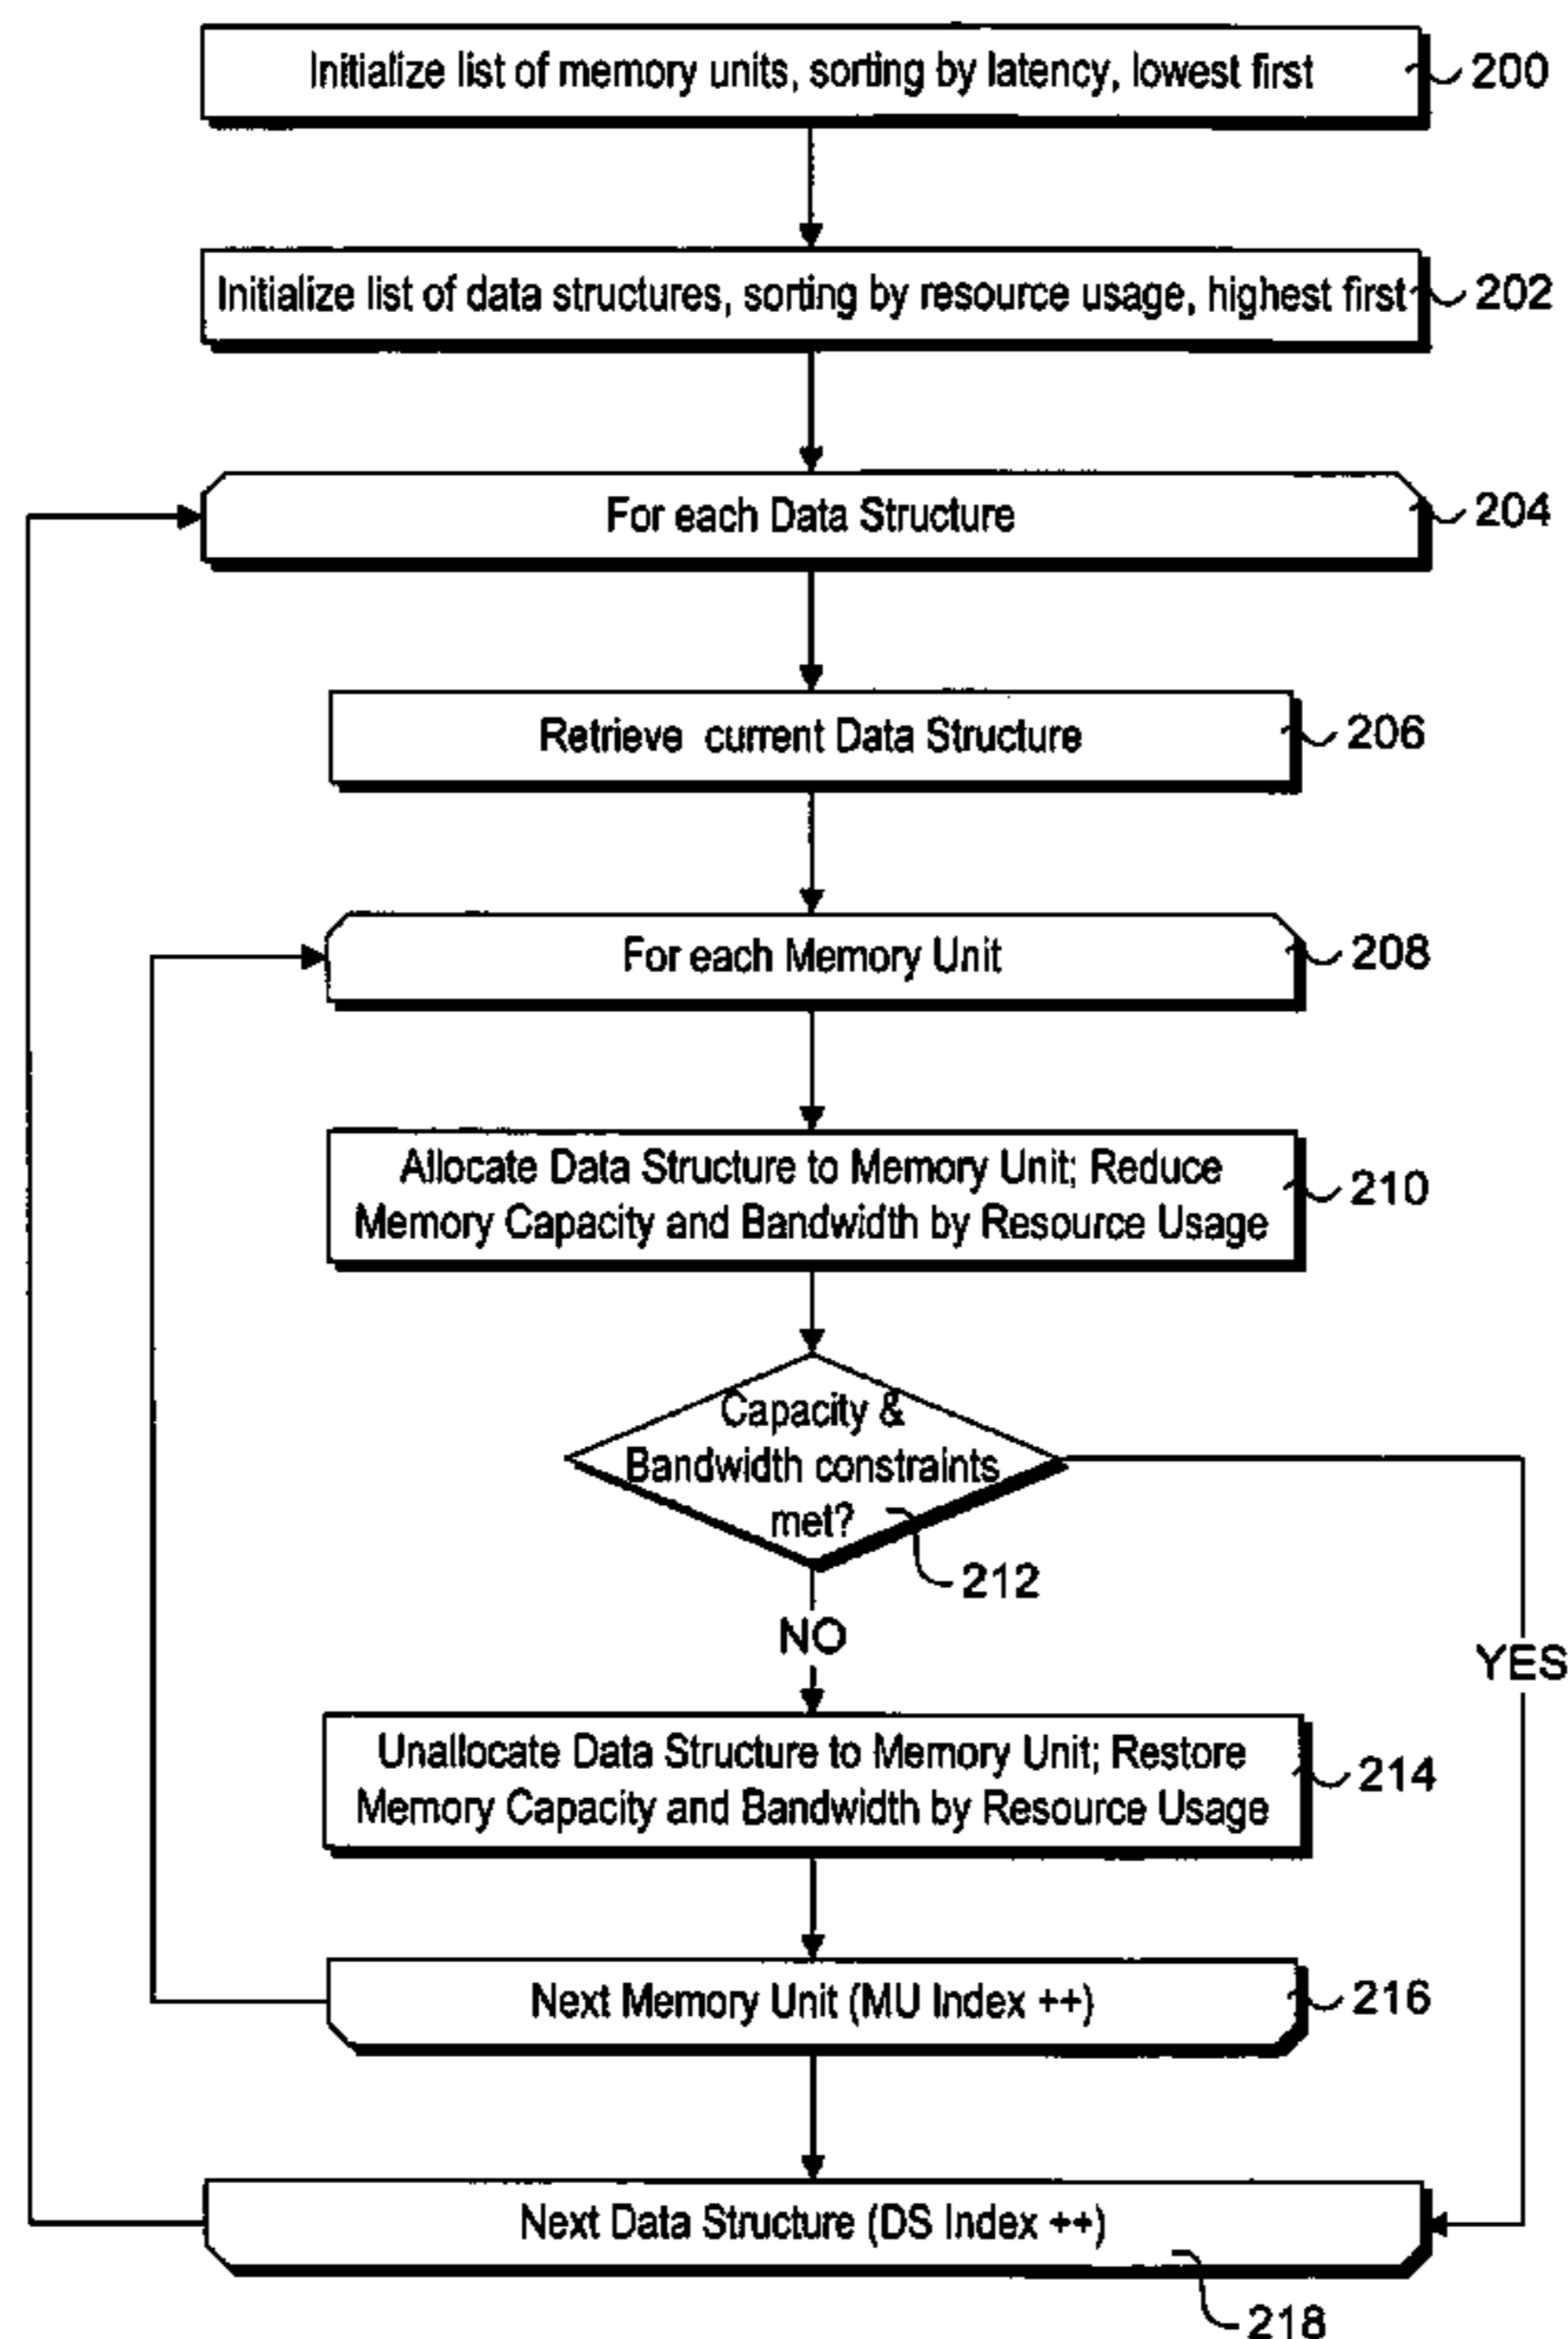 Initialize list of memory units, sorting by latency, lowest first
200
Initialize list of data structures, sorting by resource usage, highest first
202
For each Data Structure
204
Retrieve current Data Structure
206
For each Memory Unit
208
Allocate Data Structure to Memory Unit; Reduce
Memory Capacity and Bandwidth by Resource Usage
210
Capacity &
Bandwidth constraints
met?
212
NO
YES
Unallocate Data Structure to Memory Unit; Restore
Memory Capacity and Bandwidth by Resource Usage
214
Next Memory Unit (MU Index ++)
216
Next Data Structure (DS Index ++)
218